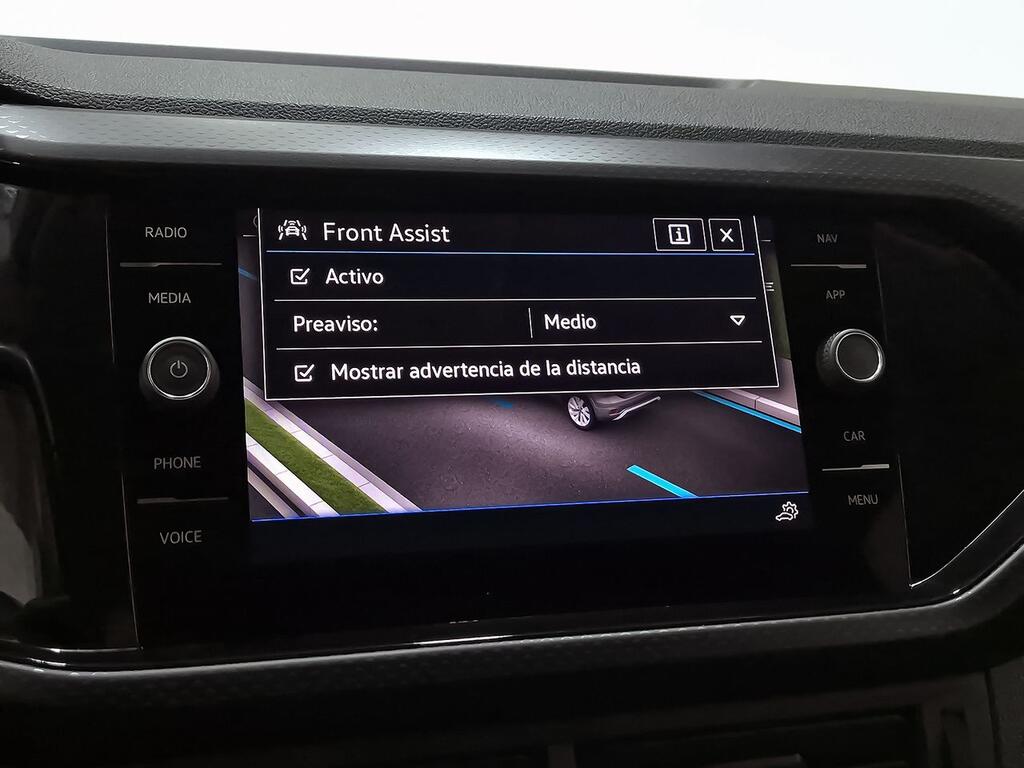 RADIO
MEDIA
PHONE
VOICE
Front Assist
Activo
Preaviso:
Medio
Mostrar advertencia de la distancia
NAV
APP
CAR
MENU